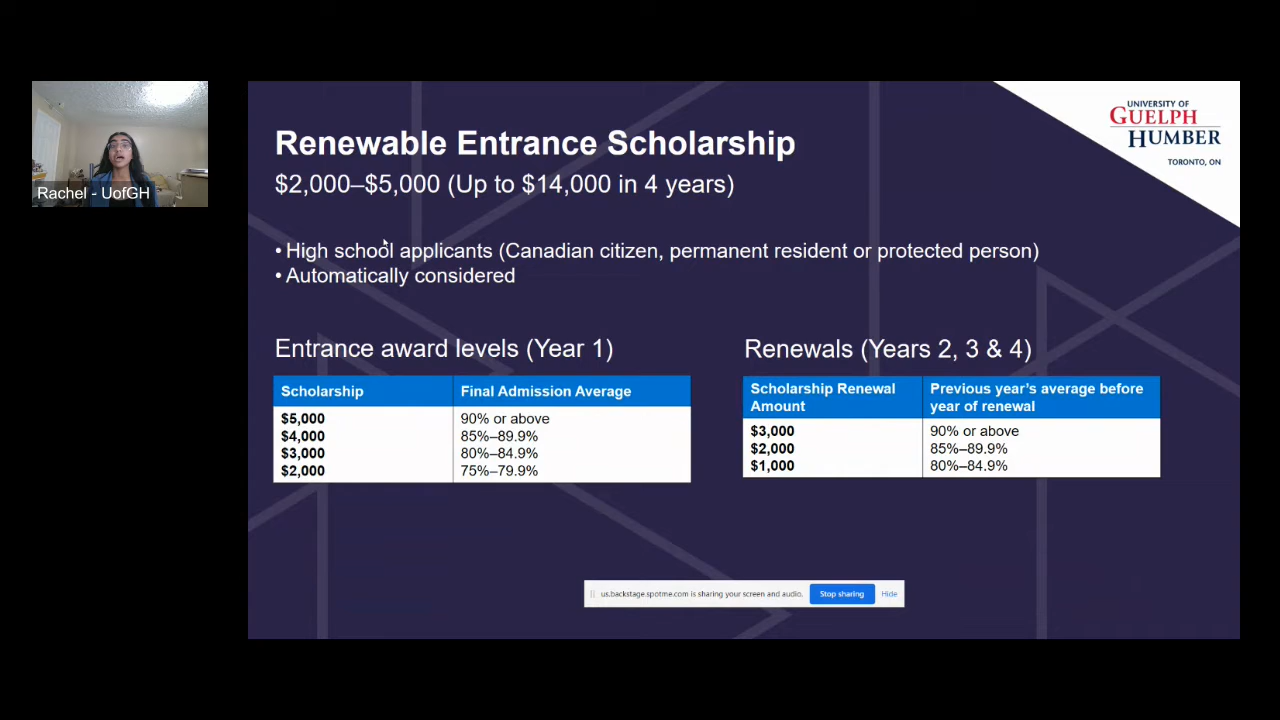 Rachel - UofGH
UNIVERSITY OF
GUELPH
HUMBER
TORONTO, ON
Renewable Entrance Scholarship
$2,000–$5,000 (Up to $14,000 in 4 years)
• High school applicants (Canadian citizen, permanent resident or protected person)
• Automatically considered
Entrance award levels (Year 1)
Scholarship Final Admission Average
$5,000 90% or above
$4,000 85%–89.9%
$3,000 80%–84.9%
$2,000 75%–79.9%
Renewals (Years 2, 3 & 4)
Scholarship Renewal Amount Previous year's average before year of renewal
$3,000 90% or above
$2,000 85%–89.9%
$1,000 80%–84.9%
us.backstage.spotme.com is sharing your screen and audio. Stop sharing Hide